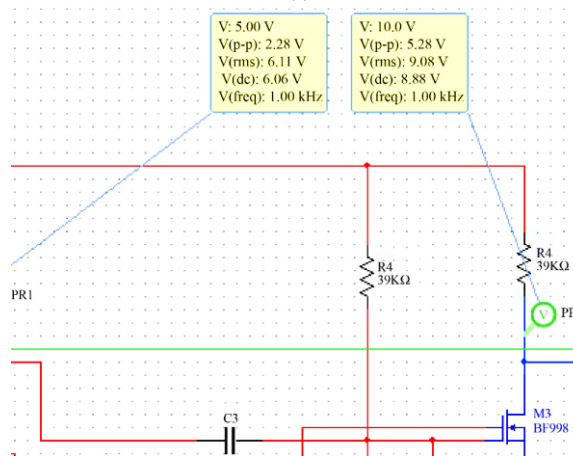 V: 5.00 V
V(p-p): 2.28 V
V(rms): 6.11 V
V(dc): 6.06 V
V(freq): 1.00 kHz
V: 10.0 V
V(p-p): 5.28 V
V(rms): 9.08 V
V(dc): 8.88 V
V(freq): 1.00 kHz
R4
39KΩ
R4
39KΩ
PR1
V
C3
M3
BF998